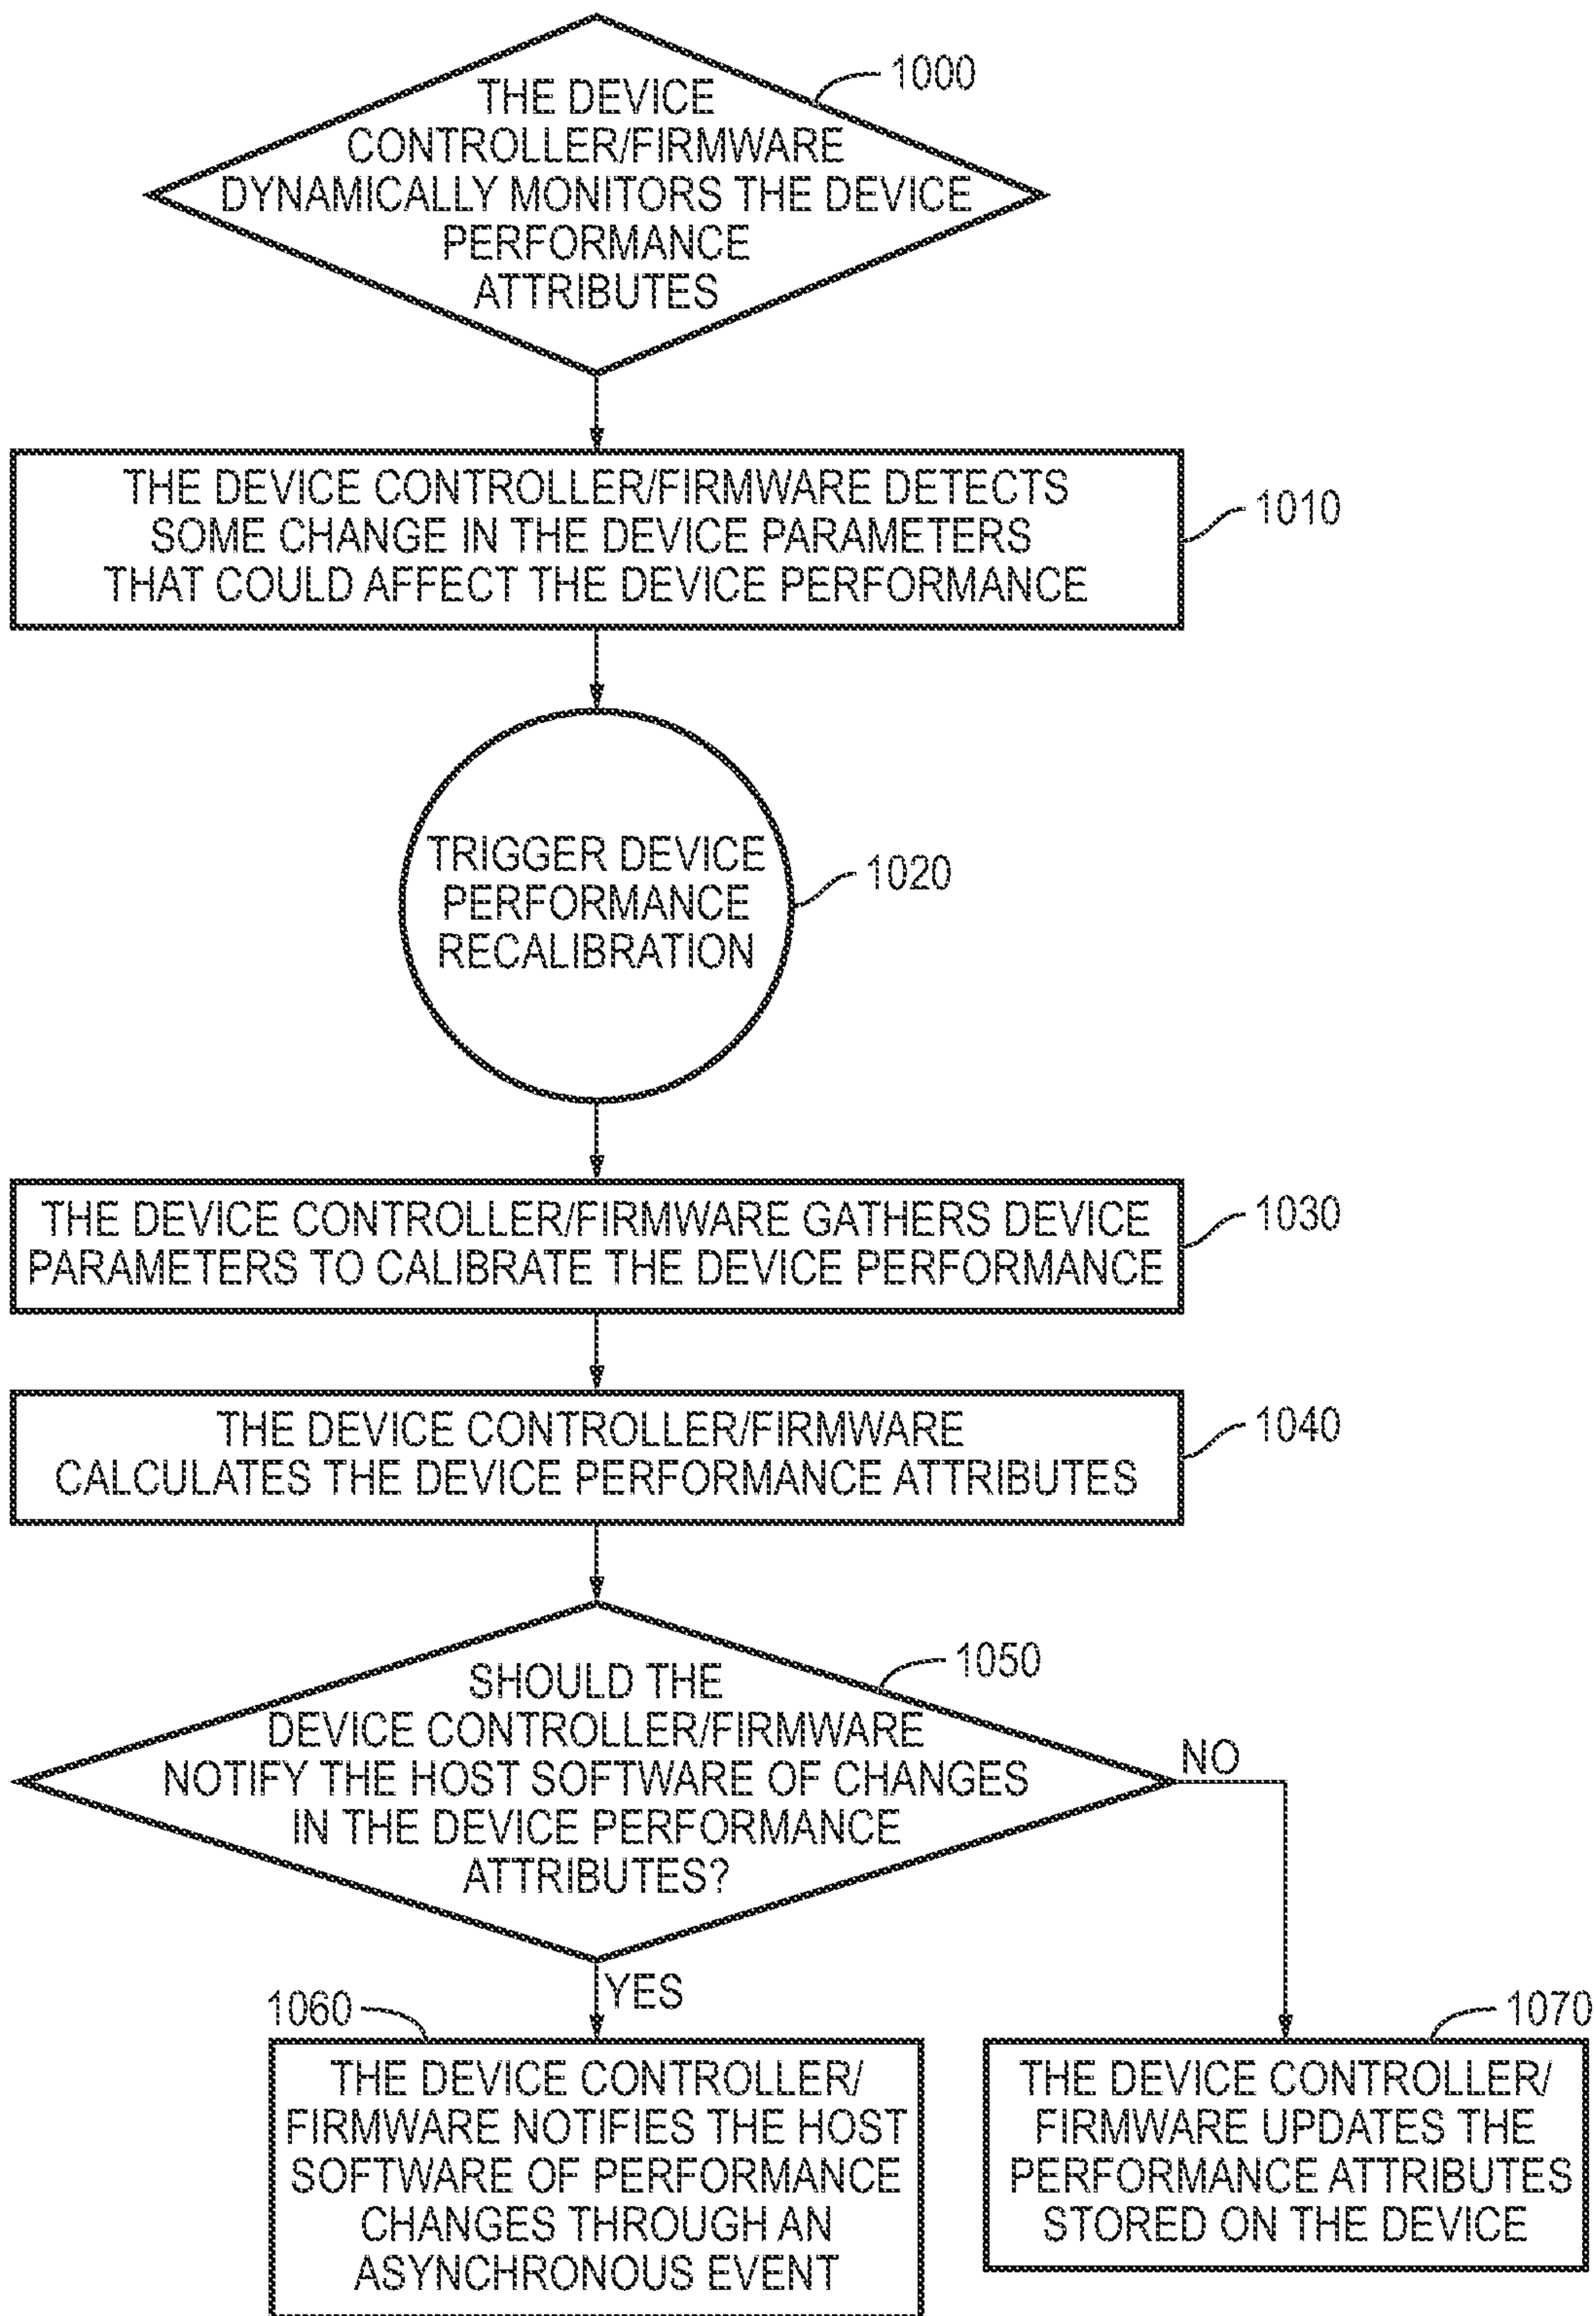 1000
THE DEVICE
CONTROLLER/FIRMWARE
DYNAMICALLY MONITORS THE DEVICE
PERFORMANCE
ATTRIBUTES
THE DEVICE CONTROLLER/FIRMWARE DETECTS
SOME CHANGE IN THE DEVICE PARAMETERS
THAT COULD AFFECT THE DEVICE PERFORMANCE
1010
TRIGGER DEVICE
PERFORMANCE
RECALIBRATION
1020
THE DEVICE CONTROLLER/FIRMWARE GATHERS DEVICE
PARAMETERS TO CALIBRATE THE DEVICE PERFORMANCE
1030
THE DEVICE CONTROLLER/FIRMWARE
CALCULATES THE DEVICE PERFORMANCE ATTRIBUTES
1040
1050
SHOULD THE
DEVICE CONTROLLER/FIRMWARE
NOTIFY THE HOST SOFTWARE OF CHANGES
IN THE DEVICE PERFORMANCE
ATTRIBUTES?
NO
YES
1060
THE DEVICE CONTROLLER/
FIRMWARE NOTIFIES THE HOST
SOFTWARE OF PERFORMANCE
CHANGES THROUGH AN
ASYNCHRONOUS EVENT
1070
THE DEVICE CONTROLLER/
FIRMWARE UPDATES THE
PERFORMANCE ATTRIBUTES
STORED ON THE DEVICE